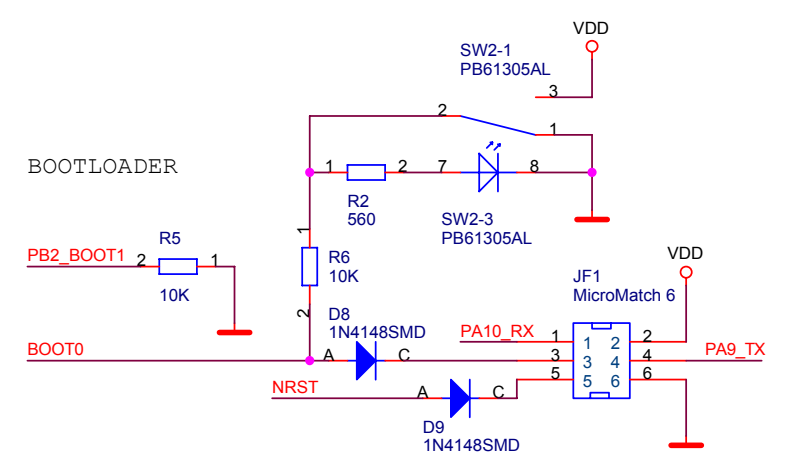 VDD
SW2-1
PB61305AL
3
2
1
BOOTLOADER
1
2
7
8
R2
560
SW2-3
PB61305AL
R5
PB2_BOOT1
2
1
10K
1
R6
10K
2
VDD
JF1
MicroMatch 6
D8
1N4148SMD
PA10_RX
1
1 2
2
BOOT0
A
C
3
3 4
4
PA9_TX
5
5 6
6
NRST
A
C
D9
1N4148SMD